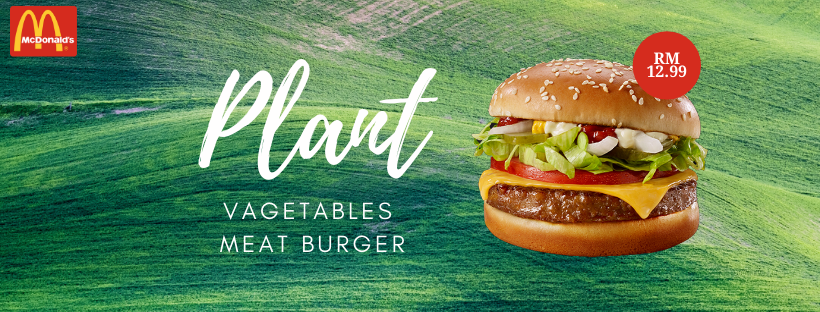 McDonald's
Plant
VAGETABLES
MEAT BURGER
RM
12.99